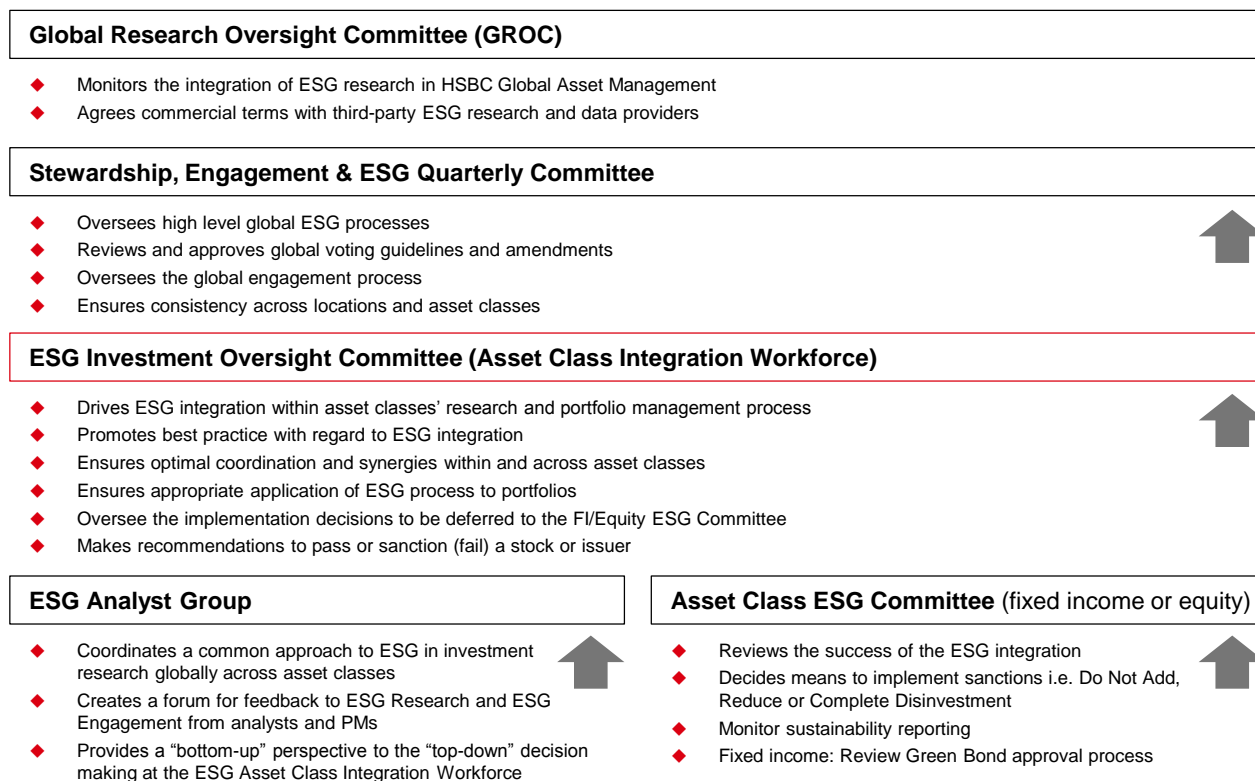 Global Research Oversight Committee (GROC)
Monitors the integration of ESG research in HSBC Global Asset Management
Agrees commercial terms with third-party ESG research and data providers
Stewardship, Engagement & ESG Quarterly Committee
Oversees high level global ESG processes
Reviews and approves global voting guidelines and amendments
Oversees the global engagement process
Ensures consistency across locations and asset classes
ESG Investment Oversight Committee (Asset Class Integration Workforce)
Drives ESG integration within asset classes’ research and portfolio management process
Promotes best practice with regard to ESG integration
Ensures optimal coordination and synergies within and across asset classes
Ensures appropriate application of ESG process to portfolios
Oversee the implementation decisions to be deferred to the FI/Equity ESG Committee
Makes recommendations to pass or sanction (fail) a stock or issuer
ESG Analyst Group
Coordinates a common approach to ESG in investment
research globally across asset classes
Creates a forum for feedback to ESG Research and ESG
Engagement from analysts and PMs
Provides a “bottom-up” perspective to the “top-down” decision
making at the ESG Asset Class Integration Workforce
Asset Class ESG Committee (fixed income or equity)
Reviews the success of the ESG integration
Decides means to implement sanctions i.e. Do Not Add,
Reduce or Complete Disinvestment
Monitor sustainability reporting
Fixed income: Review Green Bond approval process